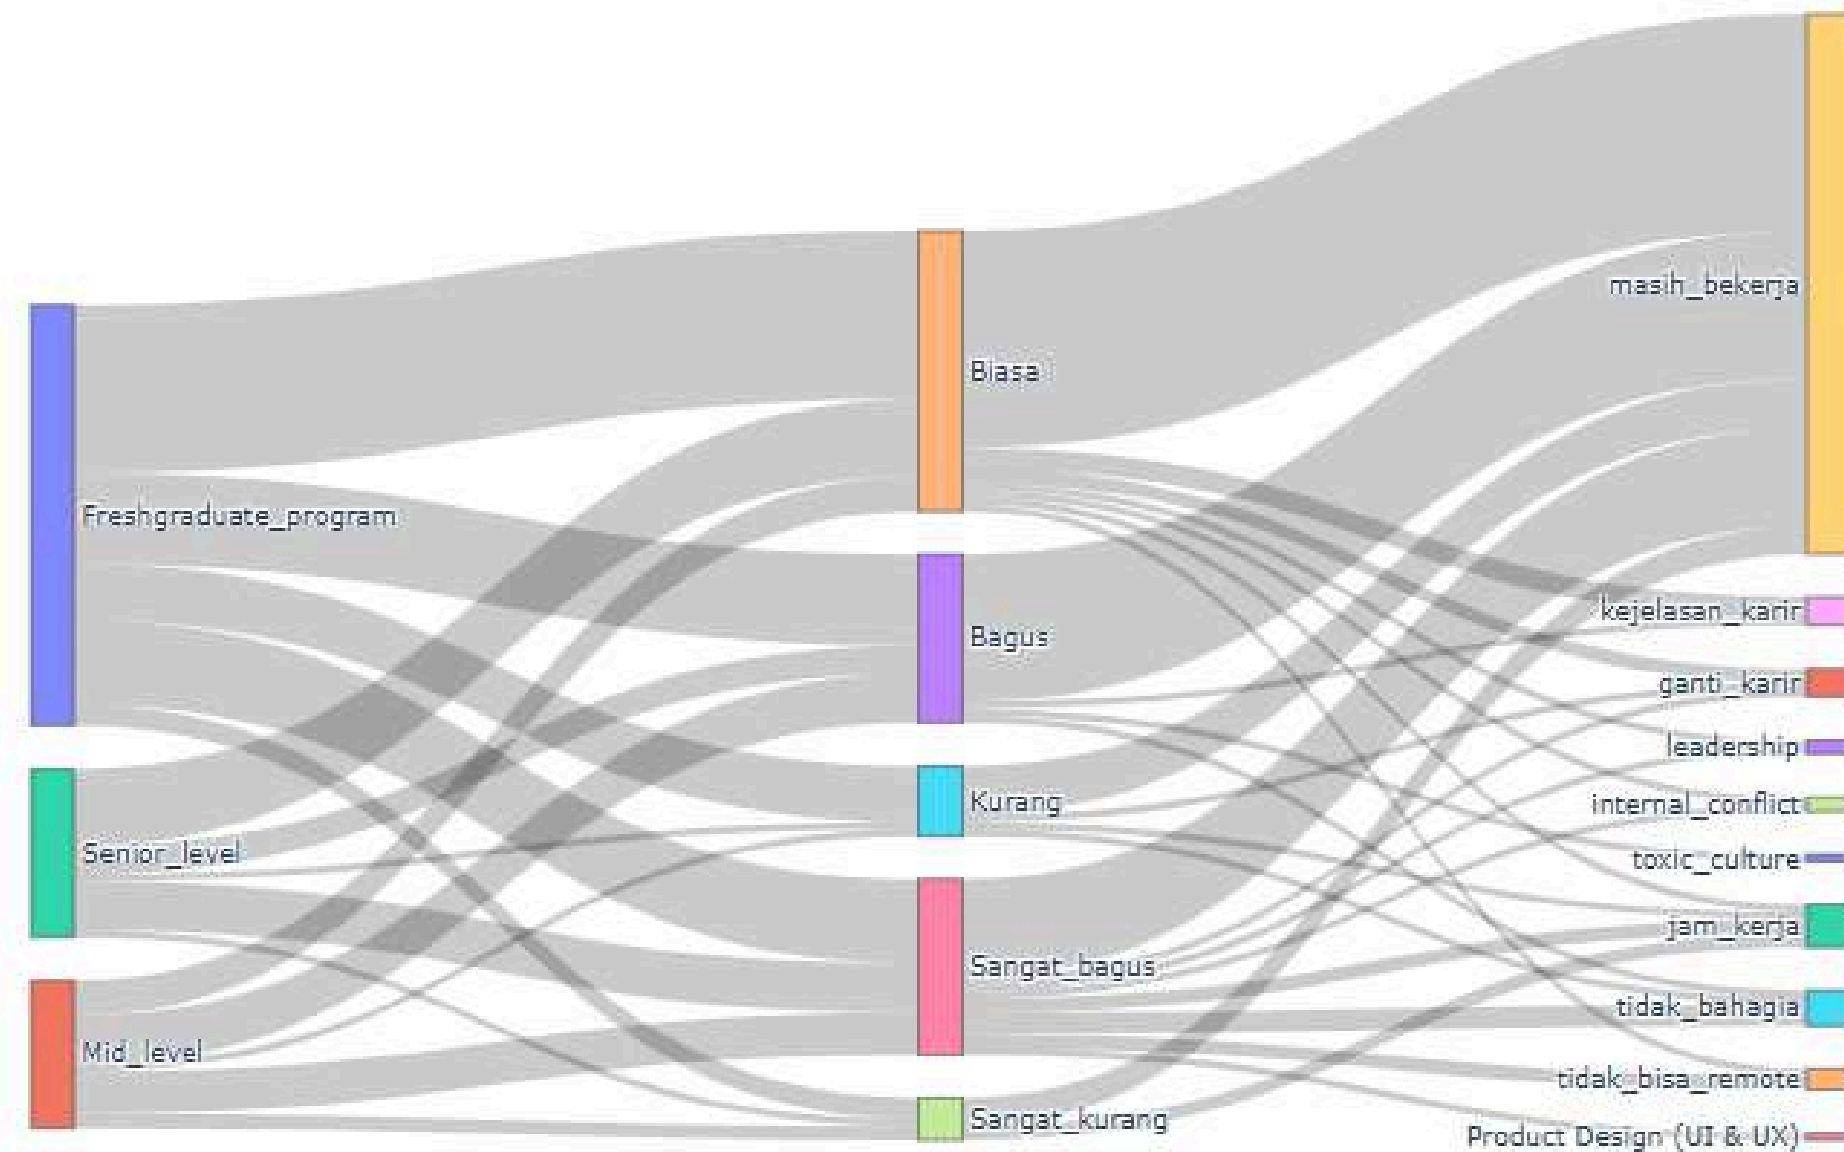 Freshgraduate_program
Senior_level
Mid_level
Biasa
Bagus
Kurang
Sangat_bagus
Sangat_kurang
masih_bekerja
kejelasan_karir
ganti_karir
leadership
internal_conflict
toxic_culture
jam_kerja
tidak_bahagia
tidak_bisa_remote
Product Design (UI & UX)